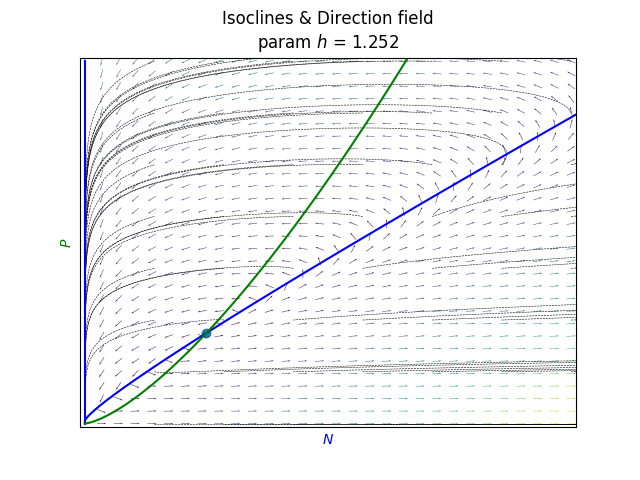 Isoclines & Direction field
param h = 1.252
P
N